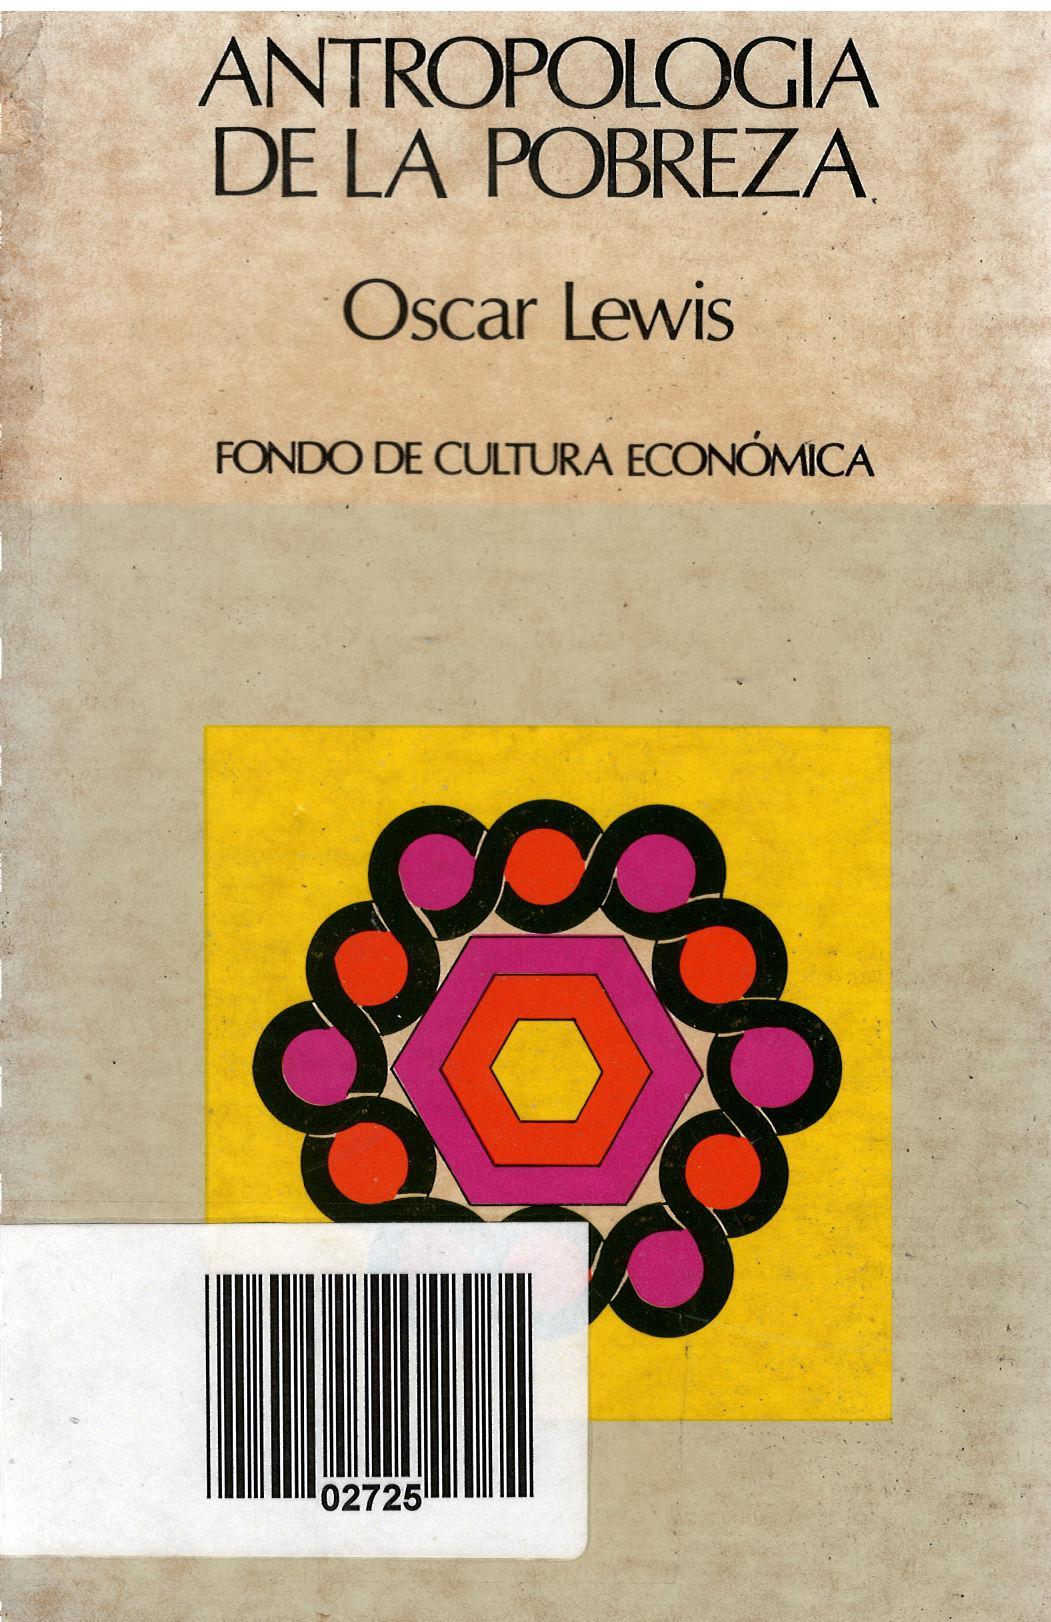 ANTROPOLOGIA
DE LA POBREZA
Oscar Lewis
FONDO DE CULTURA ECONÓMICA
02725